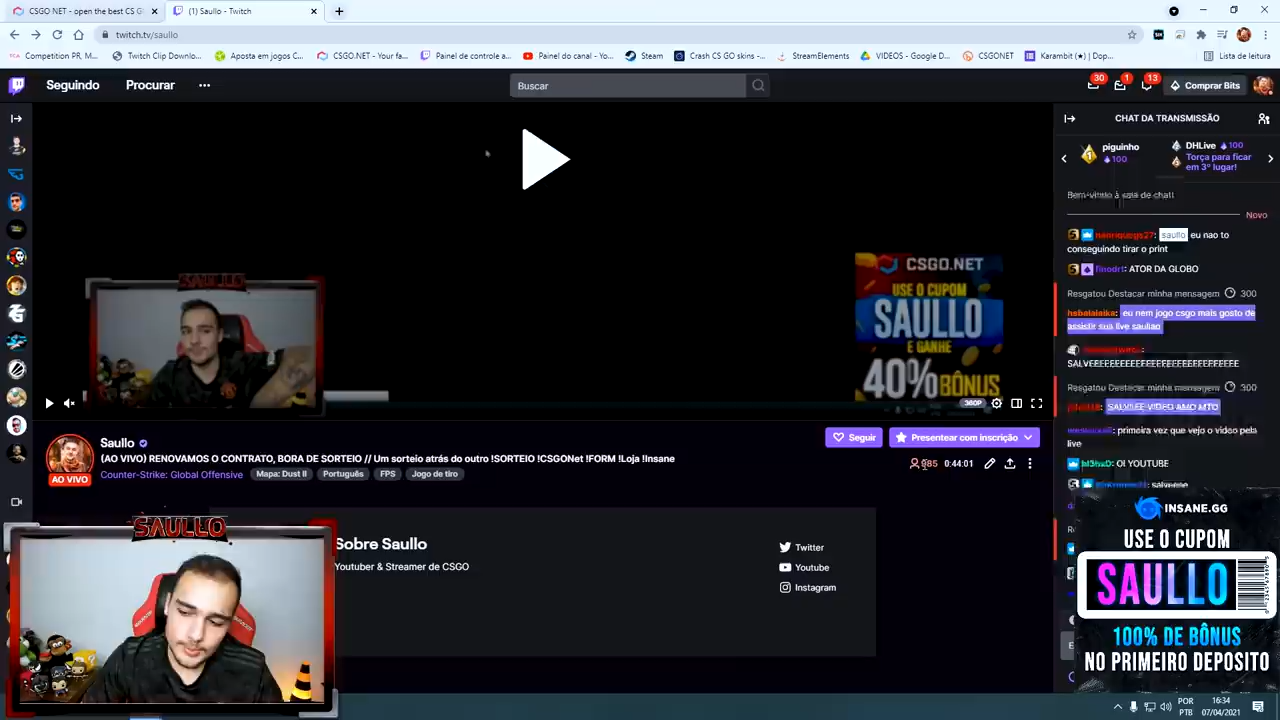 CSGO.NET - open the best CS G
(1) Saullo - Twitch
twitch.tv/saullo
Competition PR, M...
Twitch Clip Downlo...
Aposta em jogos C...
CSGO.NET - Your fa...
Painel de controle a...
Painel do canal - Yo...
Steam
Crash CS GO skins -...
StreamElements
VIDEOS - Google D...
CSGONET
Karambit (★) | Dop...
Lista de leitura
Seguindo
Procurar
Buscar
30
1
13
Comprar Bits
CHAT DA TRANSMISSÃO
piguinho
100
DHLive 100
Torça para ficar
em 3º lugar!
Bem-vindo à sala de chat!
Novo
saullo eu nao to
conseguindo tirar o print
finodrt: ATOR DA GLOBO
Resgatou Destacar minha mensagem 300
eu nem jogo csgo mais gosto de
assistir sua live saullao
Resgatou Destacar minha mensagem 300
primeira vez que vejo o video pela
live
OI YOUTUBE
SAULLO
CSGO.NET
USE O CUPOM
SAULLO
E GANHE
40% BÔNUS
360P
Saullo
Seguir
Presentear com inscrição
(AO VIVO) RENOVAMOS O CONTRATO, BORA DE SORTEIO // Um sorteio atrás do outro !SORTEIO !CSGONet !FORM !Loja !Insane
AO VIVO
Counter-Strike: Global Offensive
Mapa: Dust II
Português
FPS
Jogo de tiro
985
0:44:01
SAULLO
Sobre Saullo
Youtuber & Streamer de CSGO
Twitter
Youtube
Instagram
INSANE.GG
USE O CUPOM
SAULLO
100% DE BÔNUS
NO PRIMEIRO DEPOSITO
POR
PTB
16:34
07/04/2021